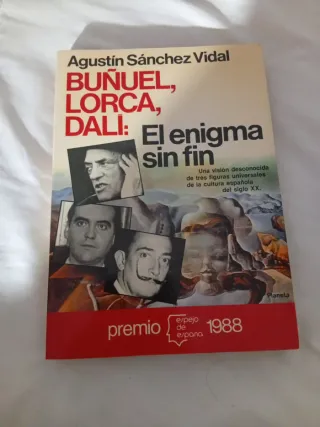 Agustín Sánchez Vidal
BUÑUEL,
LORCA,
DALI:
El enigma
sin fin
Una visión desconocida
de tres figuras universales
de la cultura española
del siglo XX.
Planeta
premio
espejo
de
españa
1988